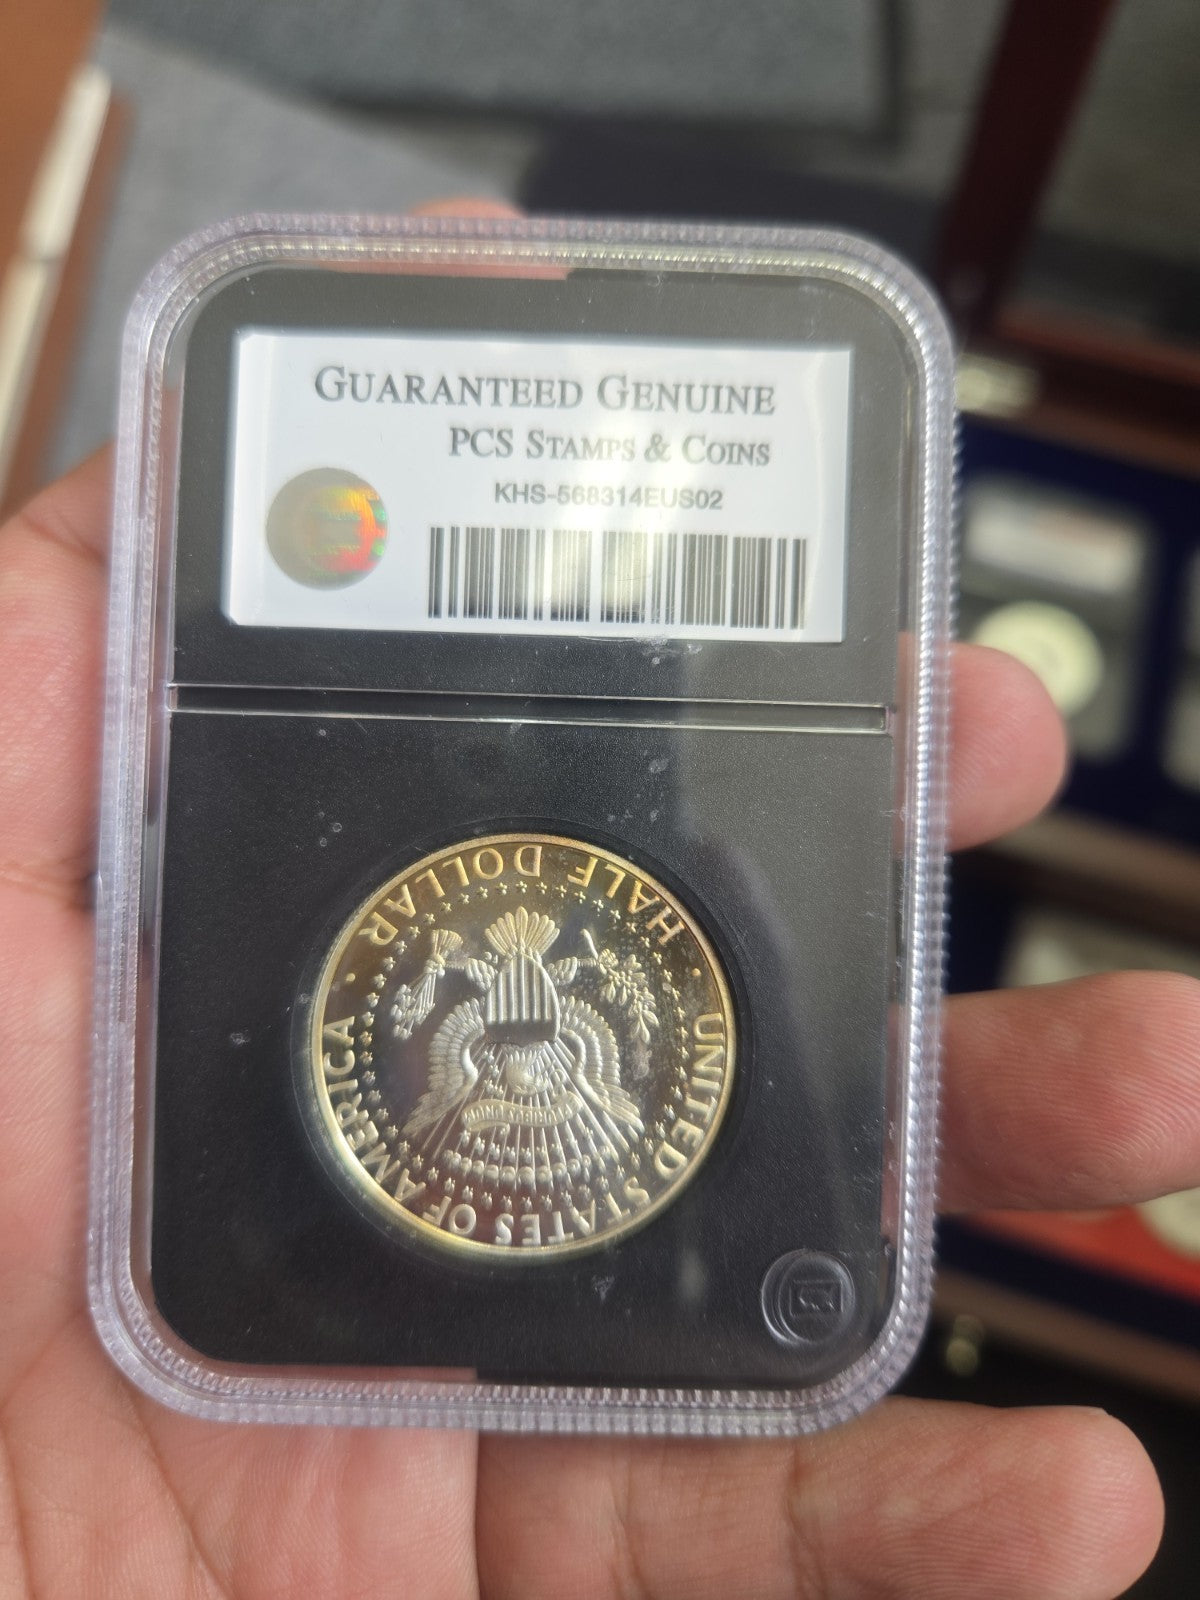 GUARANTEED GENUINE
PCS STAMPS & COINS
KHS-568314EUS02
UNITED STATES OF AMERICA
· HALF DOLLAR ·